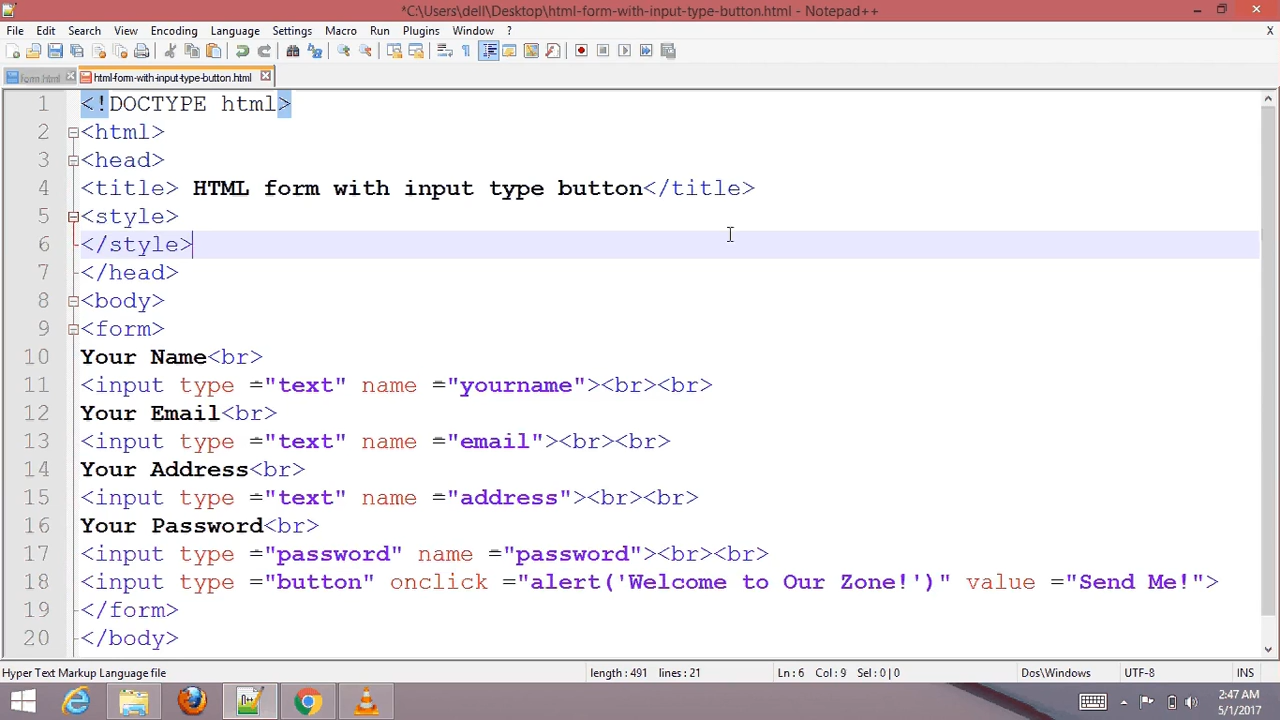 *C:\Users\dell\Desktop\html-form-with-input-type-button.html - Notepad++
File Edit Search View Encoding Language Settings Macro Run Plugins Window ? X
form.html html-form-with-input-type-button.html
1 <!DOCTYPE html>
2 <html>
3 <head>
4 <title> HTML form with input type button</title>
5 <style>
6 </style>
7 </head>
8 <body>
9 <form>
10 Your Name<br>
11 <input type ="text" name ="yourname"><br><br>
12 Your Email<br>
13 <input type ="text" name ="email"><br><br>
14 Your Address<br>
15 <input type ="text" name ="address"><br><br>
16 Your Password<br>
17 <input type ="password" name ="password"><br><br>
18 <input type ="button" onclick ="alert('Welcome to Our Zone!')" value ="Send Me!">
19 </form>
20 </body>
Hyper Text Markup Language file length : 491 lines : 21 Ln : 6 Col : 9 Sel : 0 | 0 Dos\Windows UTF-8 INS
2:47 AM
5/1/2017